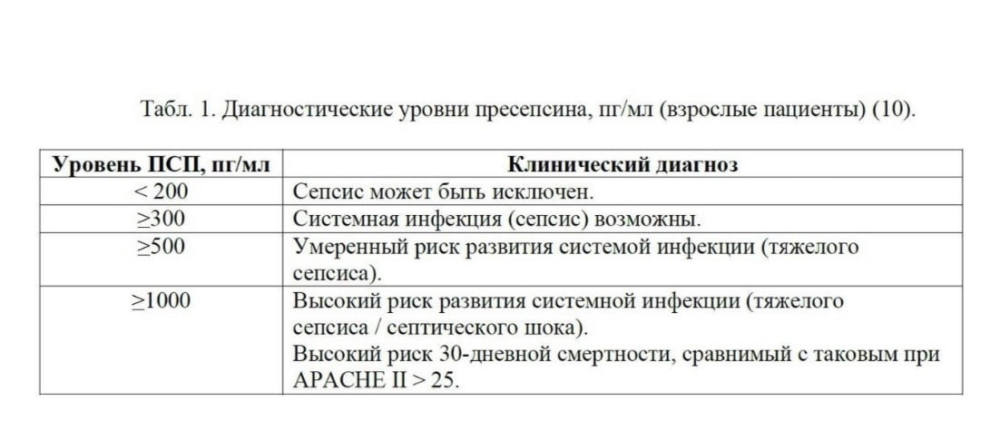 Табл. 1. Диагностические уровни пресепсина, пг/мл (взрослые пациенты) (10).
Уровень ПСП, пг/мл Клинический диагноз
< 200 Сепсис может быть исключен.
≥300 Системная инфекция (сепсис) возможны.
≥500 Умеренный риск развития системой инфекции (тяжелого
сепсиса).
≥1000 Высокий риск развития системной инфекции (тяжелого
сепсиса / септического шока).
Высокий риск 30-дневной смертности, сравнимый с таковым при
APACHE II > 25.